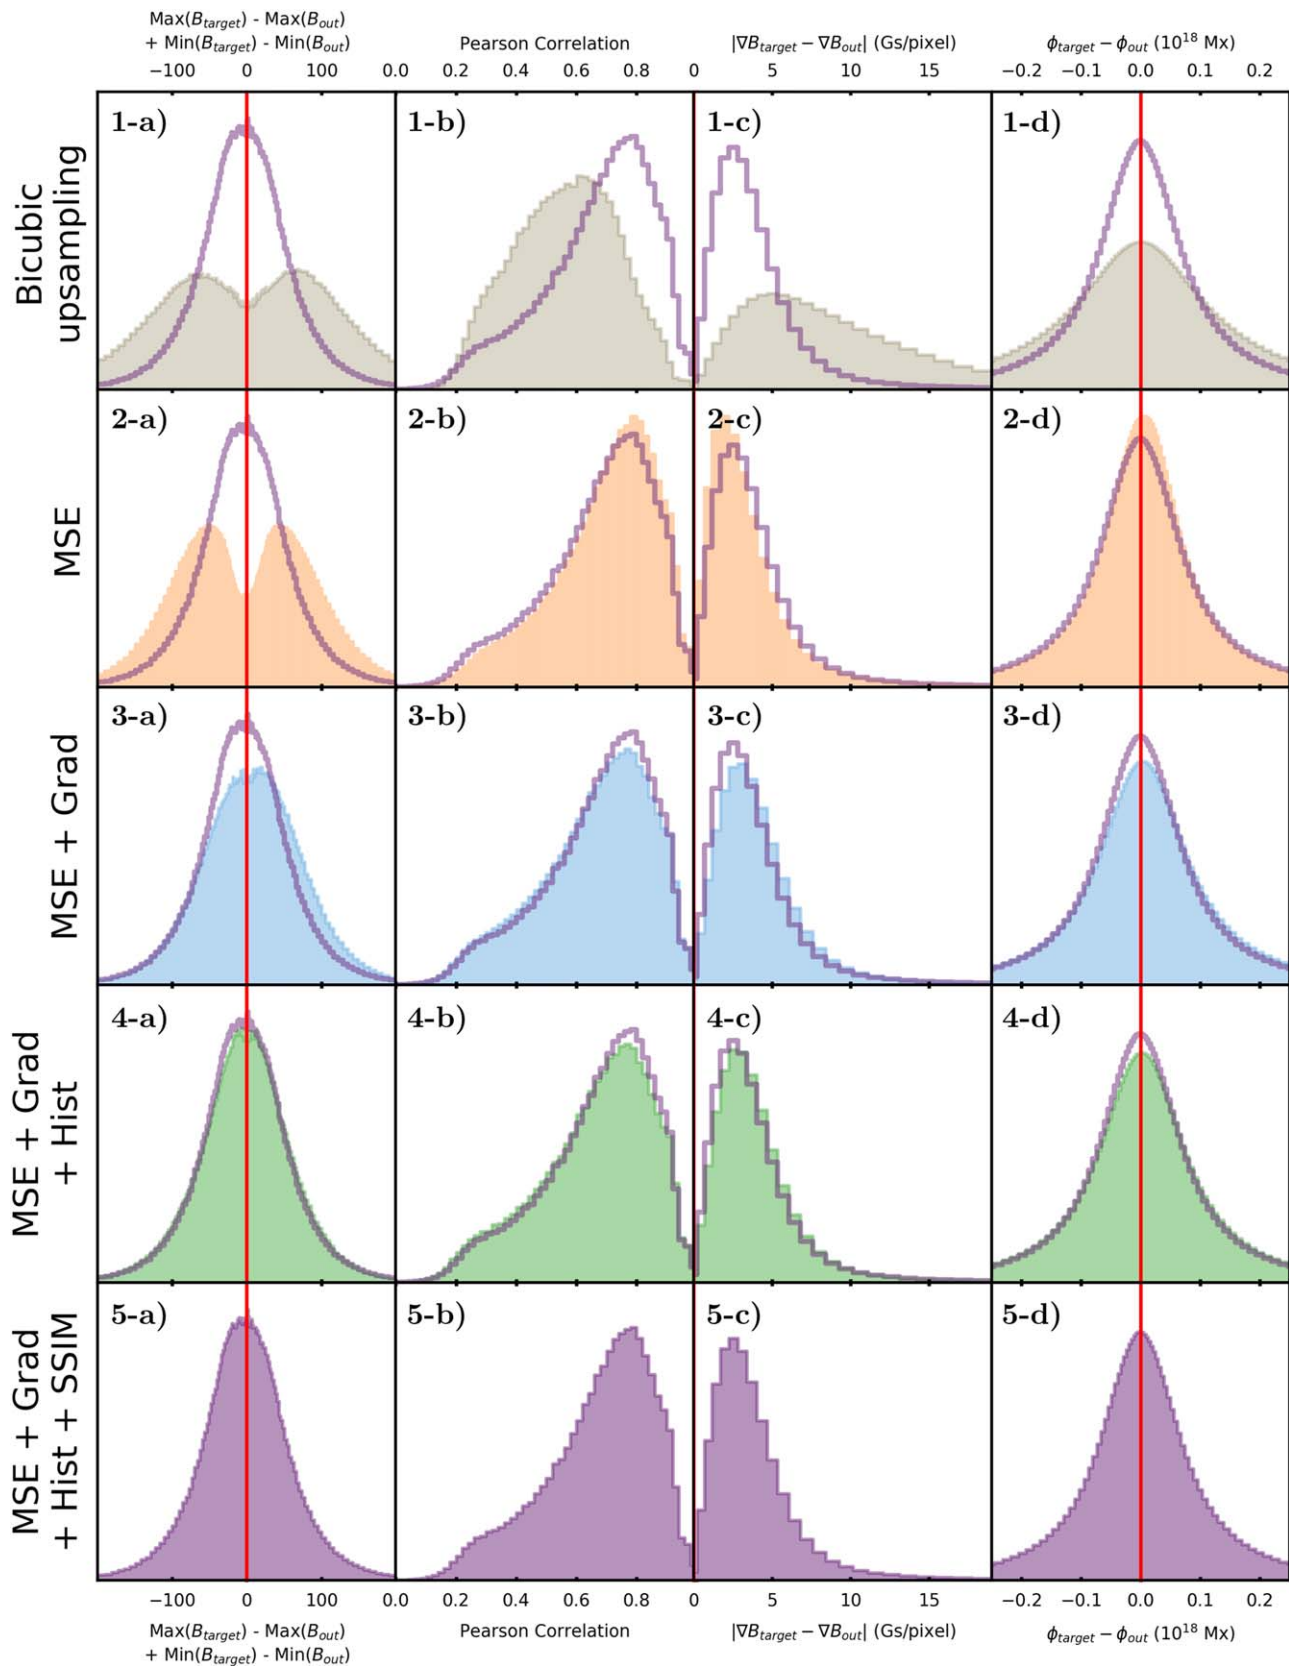 Max(B_target) - Max(B_out)
+ Min(B_target) - Min(B_out)
Pearson Correlation
|∇B_target − ∇B_out| (Gs/pixel)
ϕ_target − ϕ_out (10^18 Mx)
−100 0 100 0.0 0.2 0.4 0.6 0.8 0 5 10 15 −0.2 −0.1 0.0 0.1 0.2
Bicubic
upsampling
1-a) 1-b) 1-c) 1-d)
MSE
2-a) 2-b) 2-c) 2-d)
MSE + Grad
3-a) 3-b) 3-c) 3-d)
MSE + Grad
+ Hist
4-a) 4-b) 4-c) 4-d)
MSE + Grad
+ Hist + SSIM
5-a) 5-b) 5-c) 5-d)
−100 0 100 0.0 0.2 0.4 0.6 0.8 0 5 10 15 −0.2 −0.1 0.0 0.1 0.2
Max(B_target) - Max(B_out)
+ Min(B_target) - Min(B_out)
Pearson Correlation
|∇B_target − ∇B_out| (Gs/pixel)
ϕ_target − ϕ_out (10^18 Mx)